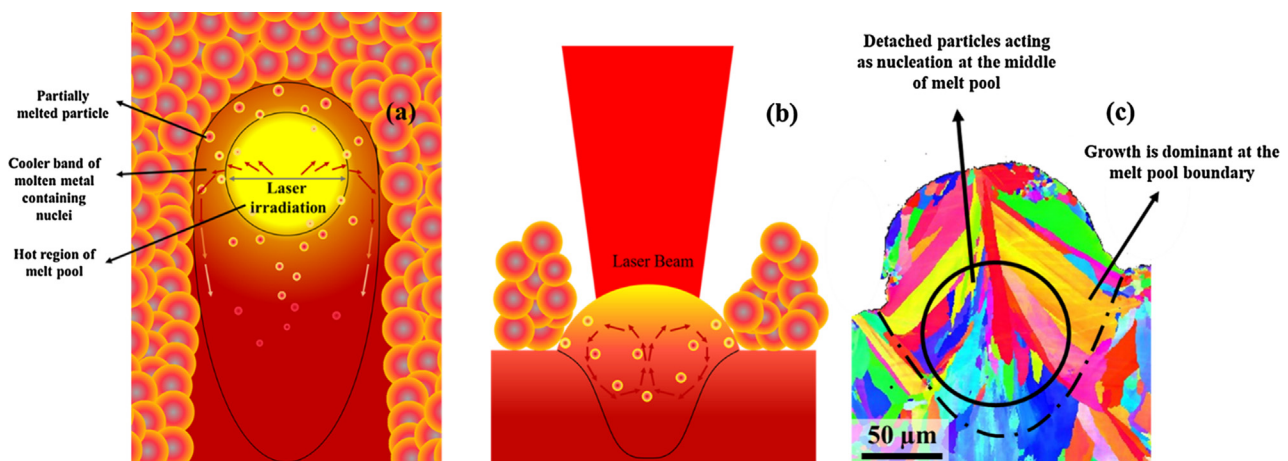 Partially
melted particle
Cooler band of
molten metal
containing
nuclei
Hot region of
melt pool
(a)
Laser
irradiation
(b)
Laser Beam
Detached particles acting
as nucleation at the middle
of melt pool
(c)
Growth is dominant at the
melt pool boundary
50 µm